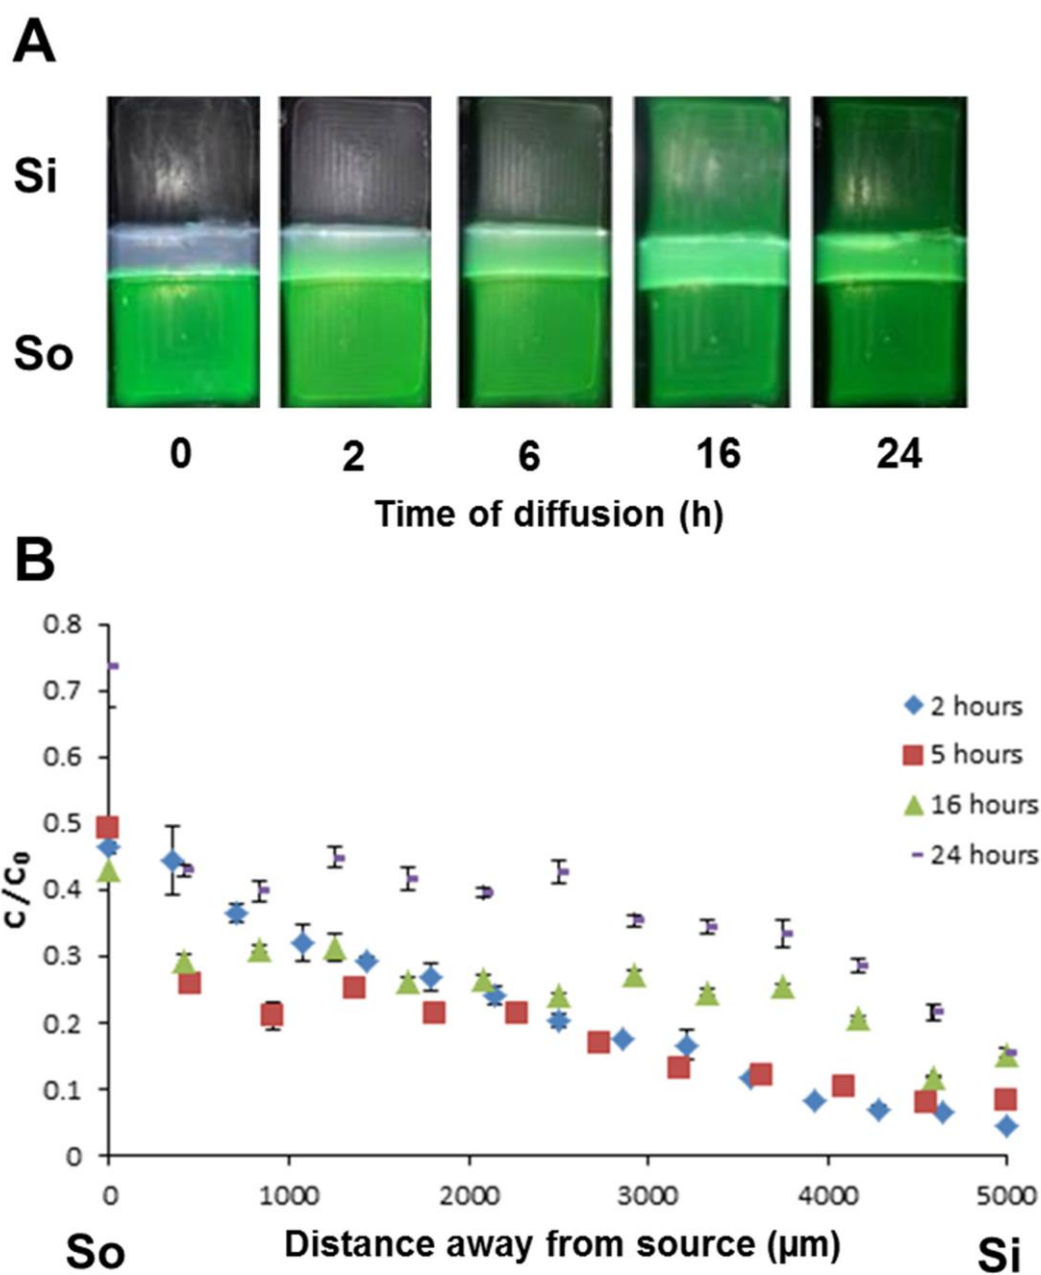 A
Si
So
0 2 6 16 24
Time of diffusion (h)
B
0.8
0.7
0.6
0.5
0.4
0.3
0.2
0.1
0
C/C₀
2 hours
5 hours
16 hours
24 hours
0 1000 2000 3000 4000 5000
So Distance away from source (µm) Si